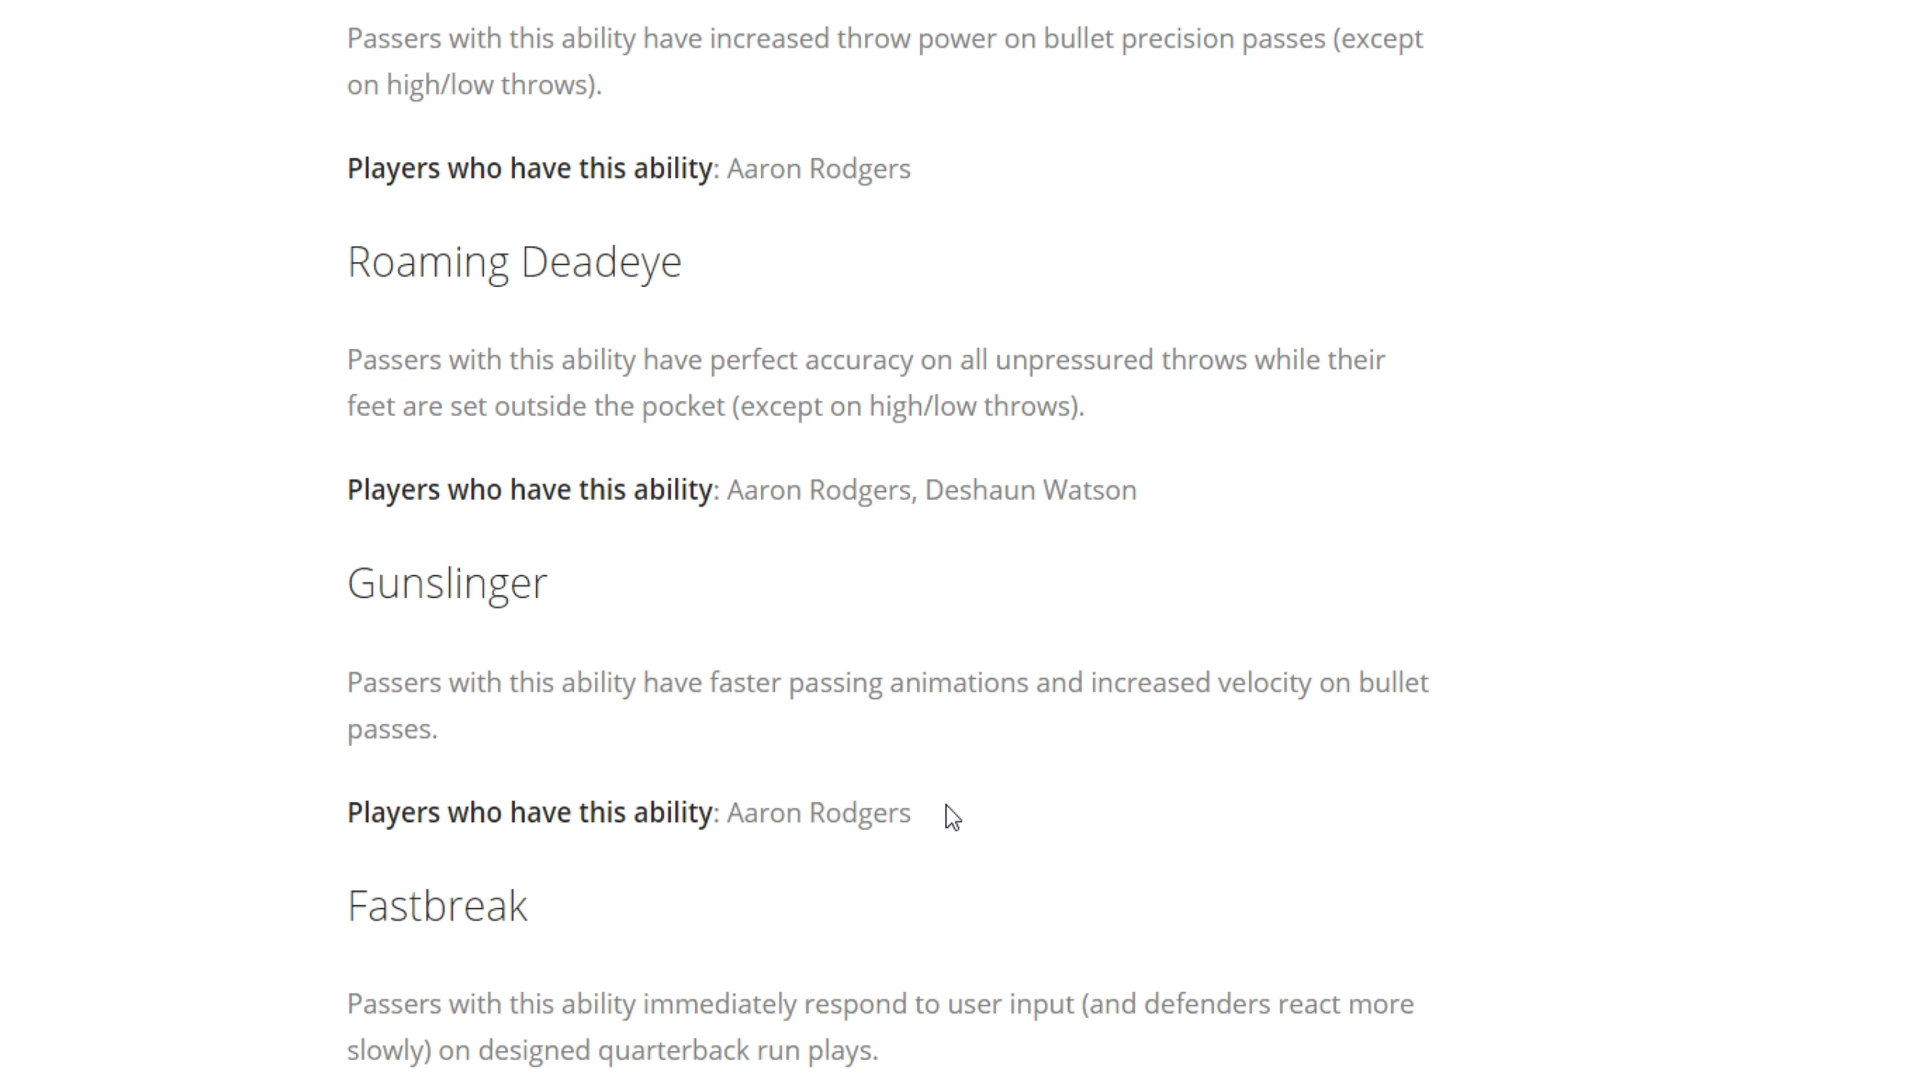 Passers with this ability have increased throw power on bullet precision passes (except
on high/low throws).
Players who have this ability: Aaron Rodgers
Roaming Deadeye
Passers with this ability have perfect accuracy on all unpressured throws while their
feet are set outside the pocket (except on high/low throws).
Players who have this ability: Aaron Rodgers, Deshaun Watson
Gunslinger
Passers with this ability have faster passing animations and increased velocity on bullet
passes.
Players who have this ability: Aaron Rodgers
Fastbreak
Passers with this ability immediately respond to user input (and defenders react more
slowly) on designed quarterback run plays.